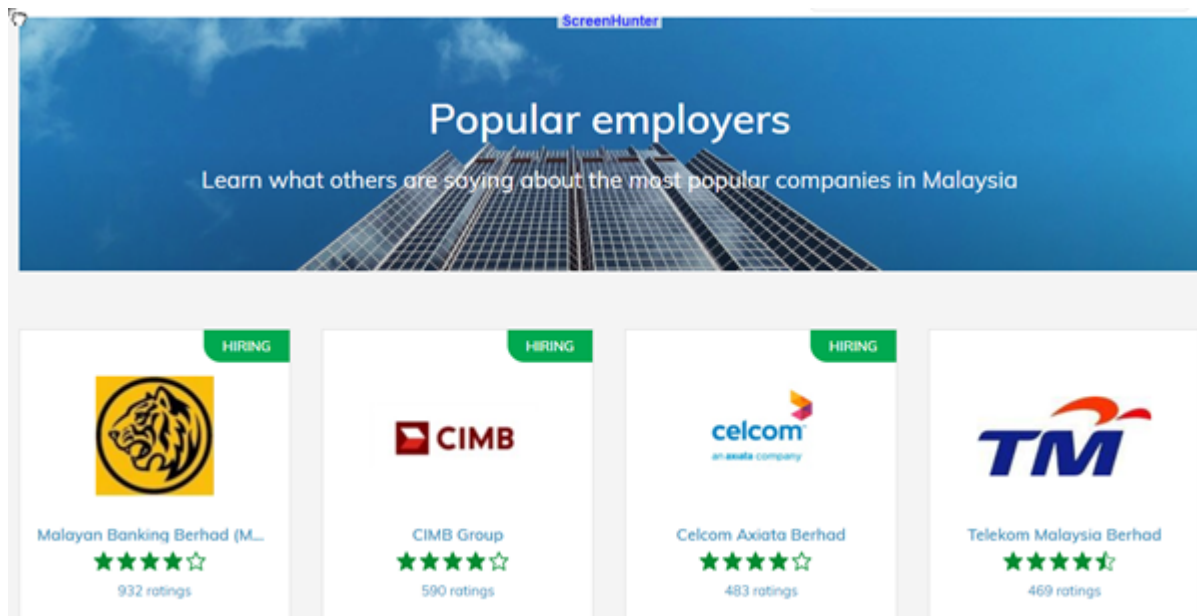 ScreenHunter
Popular employers
Learn what others are saying about the most popular companies in Malaysia
HIRING
HIRING
HIRING
CIMB
celcom
an axiata company
TM
Malayan Banking Berhad (M...
CIMB Group
Celcom Axiata Berhad
Telekom Malaysia Berhad
932 ratings
590 ratings
483 ratings
469 ratings